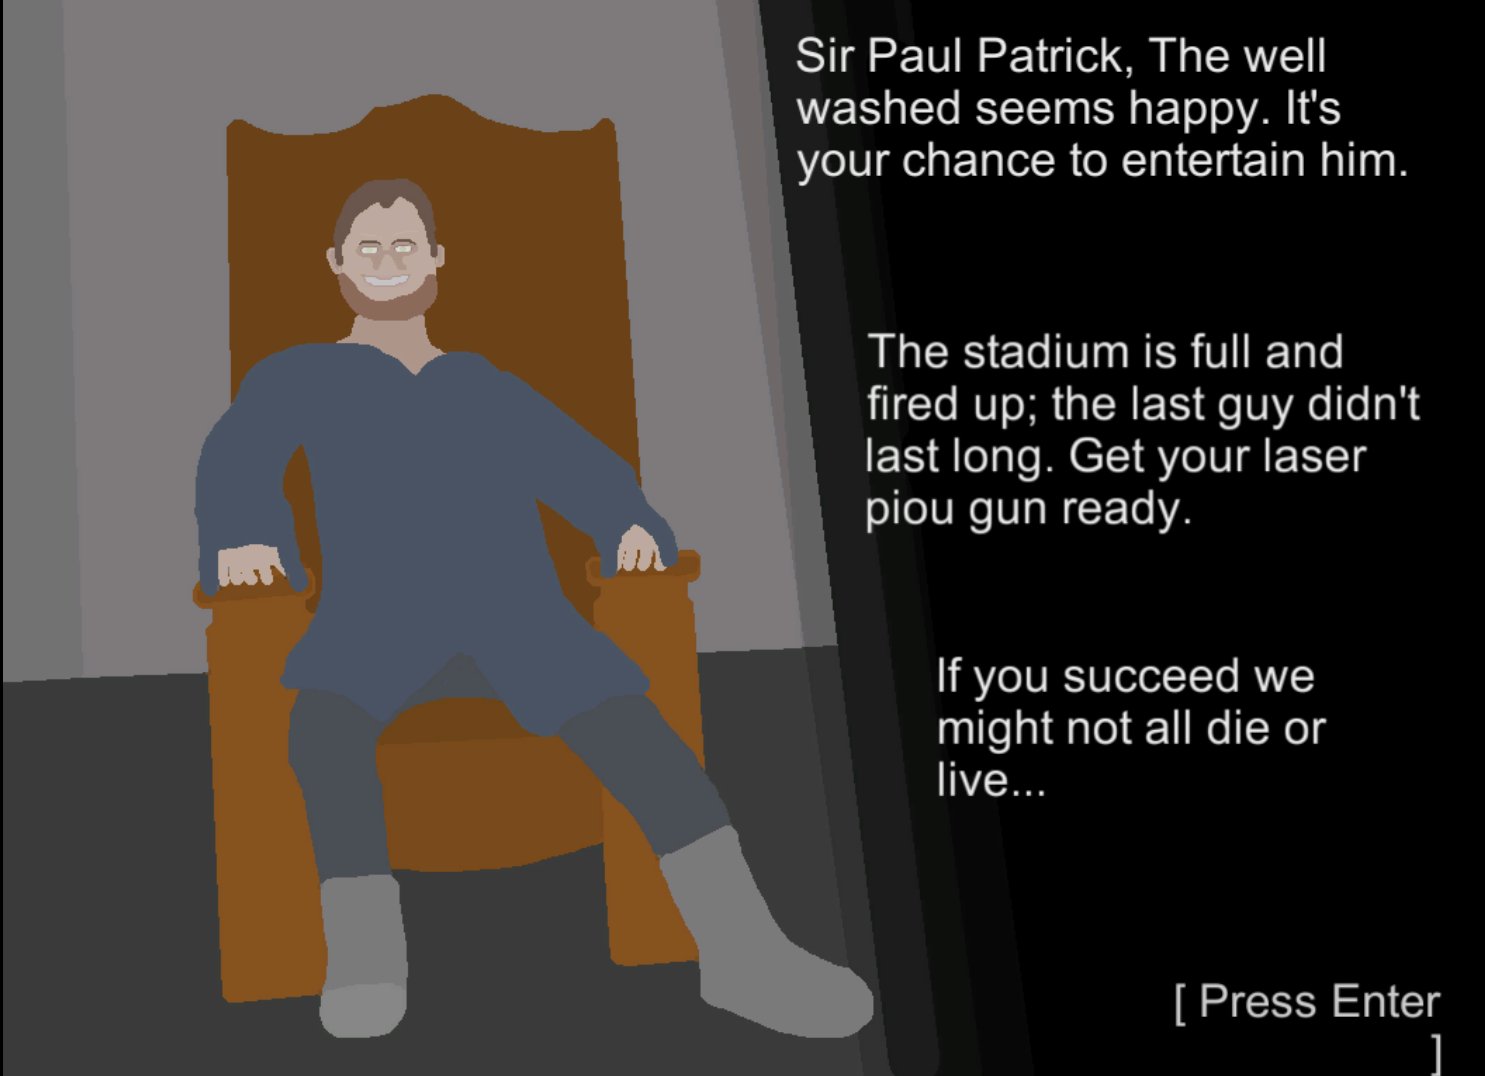 Sir Paul Patrick, The well
washed seems happy. It's
your chance to entertain him.
The stadium is full and
fired up; the last guy didn't
last long. Get your laser
piou gun ready.
If you succeed we
might not all die or
live...
[ Press Enter
]